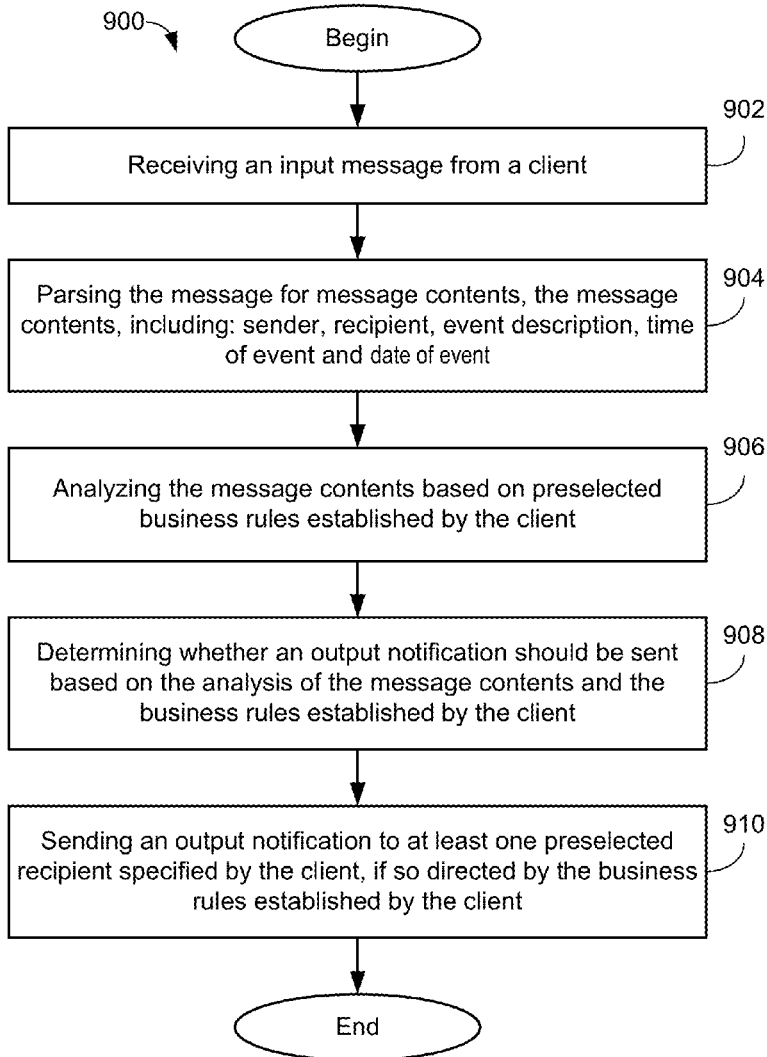 900
Begin
902
Receiving an input message from a client
904
Parsing the message for message contents, the message
contents, including: sender, recipient, event description, time
of event and date of event
906
Analyzing the message contents based on preselected
business rules established by the client
908
Determining whether an output notification should be sent
based on the analysis of the message contents and the
business rules established by the client
910
Sending an output notification to at least one preselected
recipient specified by the client, if so directed by the business
rules established by the client
End